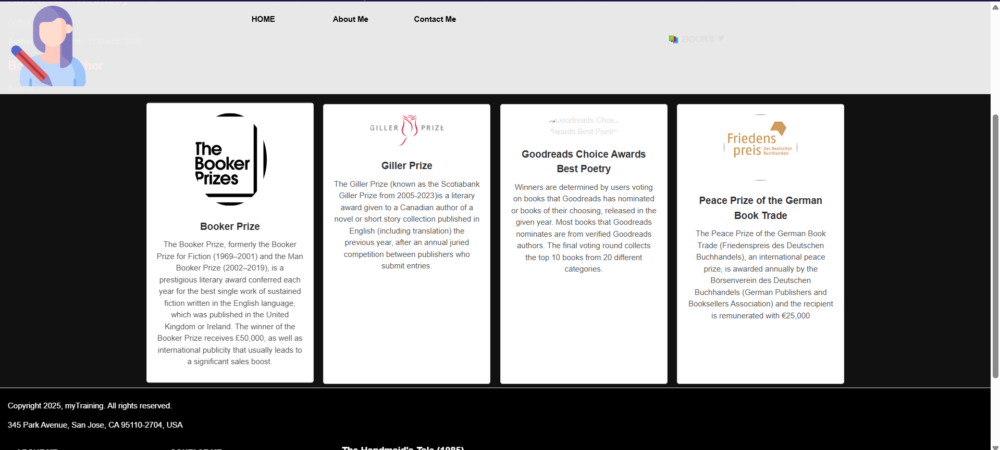 HOME
About Me
Contact Me
Author
Author
rth: 12 March, 2025
📚 BOOKS ▼
Bo
thor
Awards
The
Booker
Prizes
Booker Prize
The Booker Prize, formerly the Booker
Prize for Fiction (1969–2001) and the Man
Booker Prize (2002–2019), is a
prestigious literary award conferred each
year for the best single work of sustained
fiction written in the English language,
which was published in the United
Kingdom or Ireland. The winner of the
Booker Prize receives £50,000, as well as
international publicity that usually leads to
a significant sales boost.
GILLER PRIZE
Giller Prize
The Giller Prize (known as the Scotiabank
Giller Prize from 2005-2023)is a literary
award given to a Canadian author of a
novel or short story collection published in
English (including translation) the
previous year, after an annual juried
competition between publishers who
submit entries.
Goodreads Choice
Awards Best Poetry
Goodreads Choice Awards
Best Poetry
Winners are determined by users voting
on books that Goodreads has nominated
or books of their choosing, released in the
given year. Most books that Goodreads
nominates are from verified Goodreads
authors. The final voting round collects
the top 10 books from 20 different
categories.
Friedens
preis des Deutschen
Buchhandels
Peace Prize of the German
Book Trade
The Peace Prize of the German Book
Trade (Friedenspreis des Deutschen
Buchhandels), an international peace
prize, is awarded annually by the
Börsenverein des Deutschen
Buchhandels (German Publishers and
Booksellers Association) and the recipient
is remunerated with €25,000
Copyright 2025, myTraining. All rights reserved.
345 Park Avenue, San Jose, CA 95110-2704, USA
ABOUT ME
CONTACT ME
The Handmaid's Tale (1985)